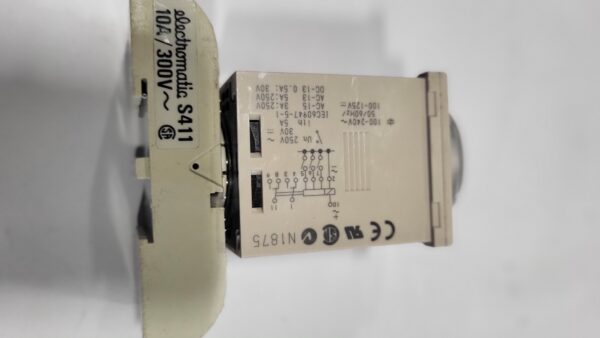 electromatic S411
10A/300V~
100-240V~
50/60Hz/
100-125V
IEC60947-5-1
Ith 5A
AC-15 3A:250V
AC-13 5A:250V
DC-13 0.5A:30V
Un 250V
30V
CE
N1875